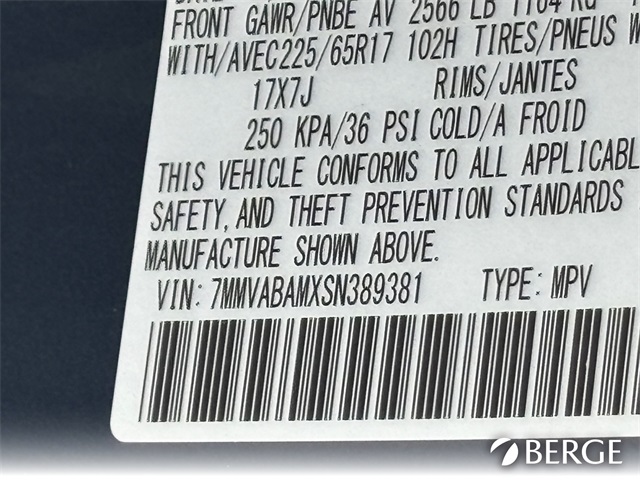 FRONT GAWR/PNBE AV 2566 LB 1164 KG
WITH/AVEC225/65R17 102H TIRES/PNEUS
17X7J RIMS/JANTES
250 KPA/36 PSI COLD/A FROID
THIS VEHICLE CONFORMS TO ALL APPLICABL
SAFETY, AND THEFT PREVENTION STANDARDS
MANUFACTURE SHOWN ABOVE.
VIN: 7MMVABAMXSN389381 TYPE: MPV
BERGE